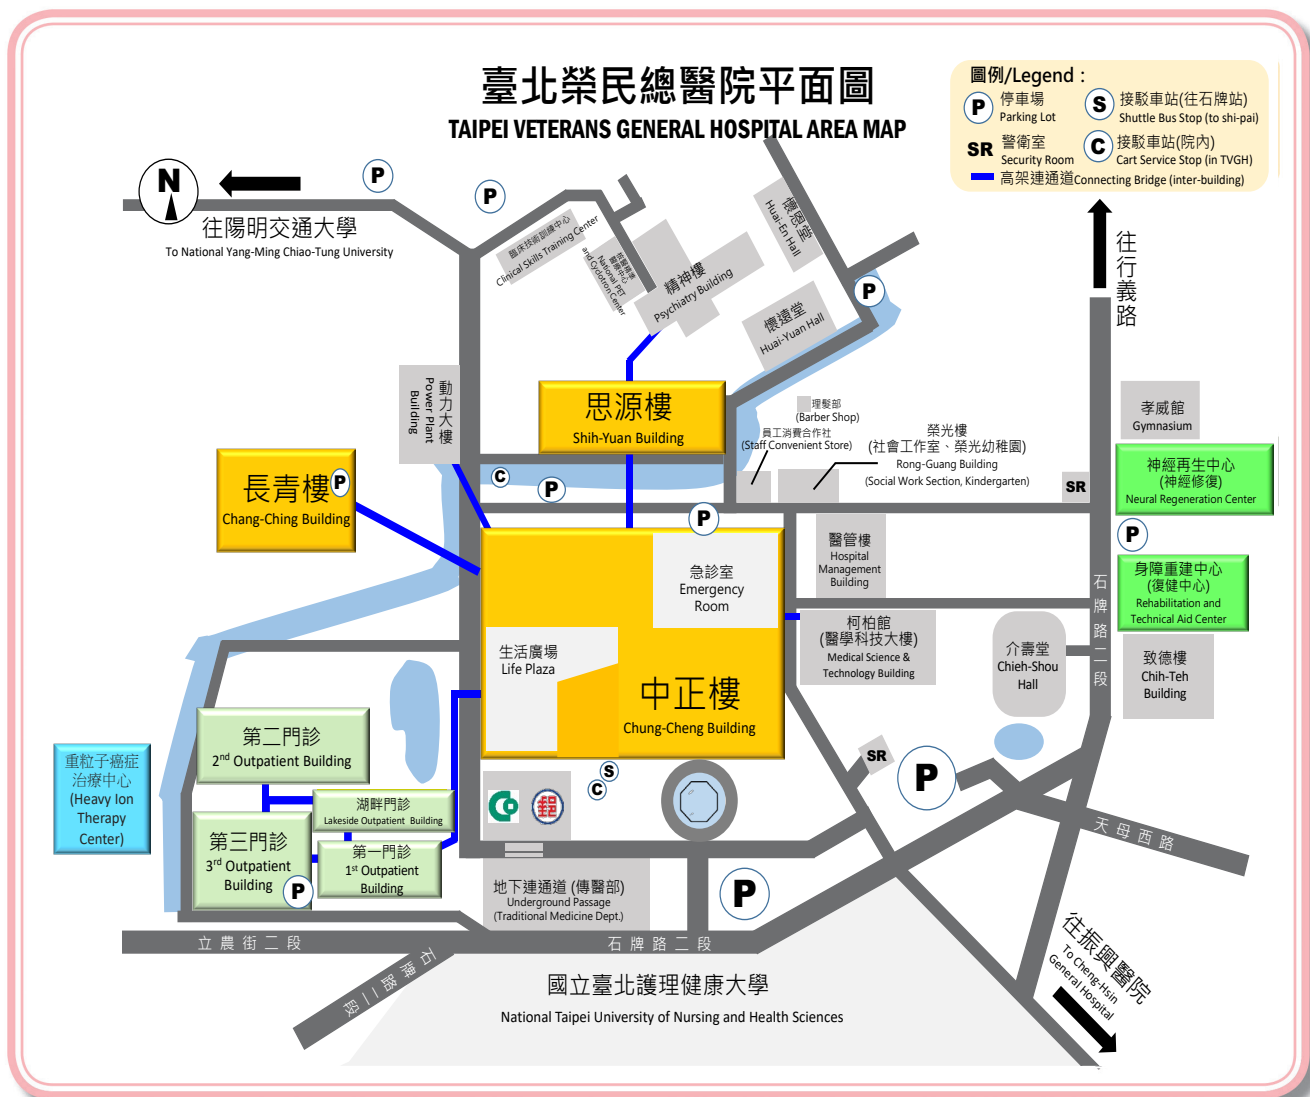 臺北榮民總醫院平面圖
TAIPEI VETERANS GENERAL HOSPITAL AREA MAP
圖例/Legend：
P
停車場
Parking Lot
S
接駁車站(往石牌站)
Shuttle Bus Stop (to shi-pai)
SR
警衛室
Security Room
C
接駁車站(院內)
Cart Service Stop (in TVGH)
高架連通道Connecting Bridge (inter-building)
N
往陽明交通大學
To National Yang-Ming Chiao-Tung University
P
P
臨床技術訓練中心
Clinical Skills Training Center
National PET
and Cyclotron Center
精神樓
Psychiatry Building
懷恩堂
Huai-En Hall
懷遠堂
Huai-Yuan Hall
P
往行義路
動力大樓
Power Plant
Building
思源樓
Shih-Yuan Building
理髮部
(Barber Shop)
員工消費合作社
(Staff Convenient Store)
榮光樓
(社會工作室、榮光幼稚園)
Rong-Guang Building
(Social Work Section, Kindergarten)
孝威館
Gymnasium
神經再生中心
(神經修復)
Neural Regeneration Center
SR
長青樓
P
Chang-Ching Building
C
P
P
P
急診室
Emergency
Room
醫管樓
Hospital
Management
Building
身障重建中心
(復健中心)
Rehabilitation and
Technical Aid Center
石牌路二段
柯柏館
(醫學科技大樓)
Medical Science &
Technology Building
介壽堂
Chieh-Shou
Hall
致德樓
Chih-Teh
Building
生活廣場
Life Plaza
中正樓
Chung-Cheng Building
第二門診
2nd Outpatient Building
重粒子癌症
治療中心
(Heavy Ion
Therapy
Center)
湖畔門診
Lakeside Outpatient Building
第三門診
3rd Outpatient
Building
P
第一門診
1st Outpatient
Building
S
C
郵
SR
P
天母西路
地下連通道 (傳醫部)
Underground Passage
(Traditional Medicine Dept.)
P
立農街二段
石牌路二段
石牌路二段
往振興醫院
To Cheng-Hsin
General Hospital
國立臺北護理健康大學
National Taipei University of Nursing and Health Sciences